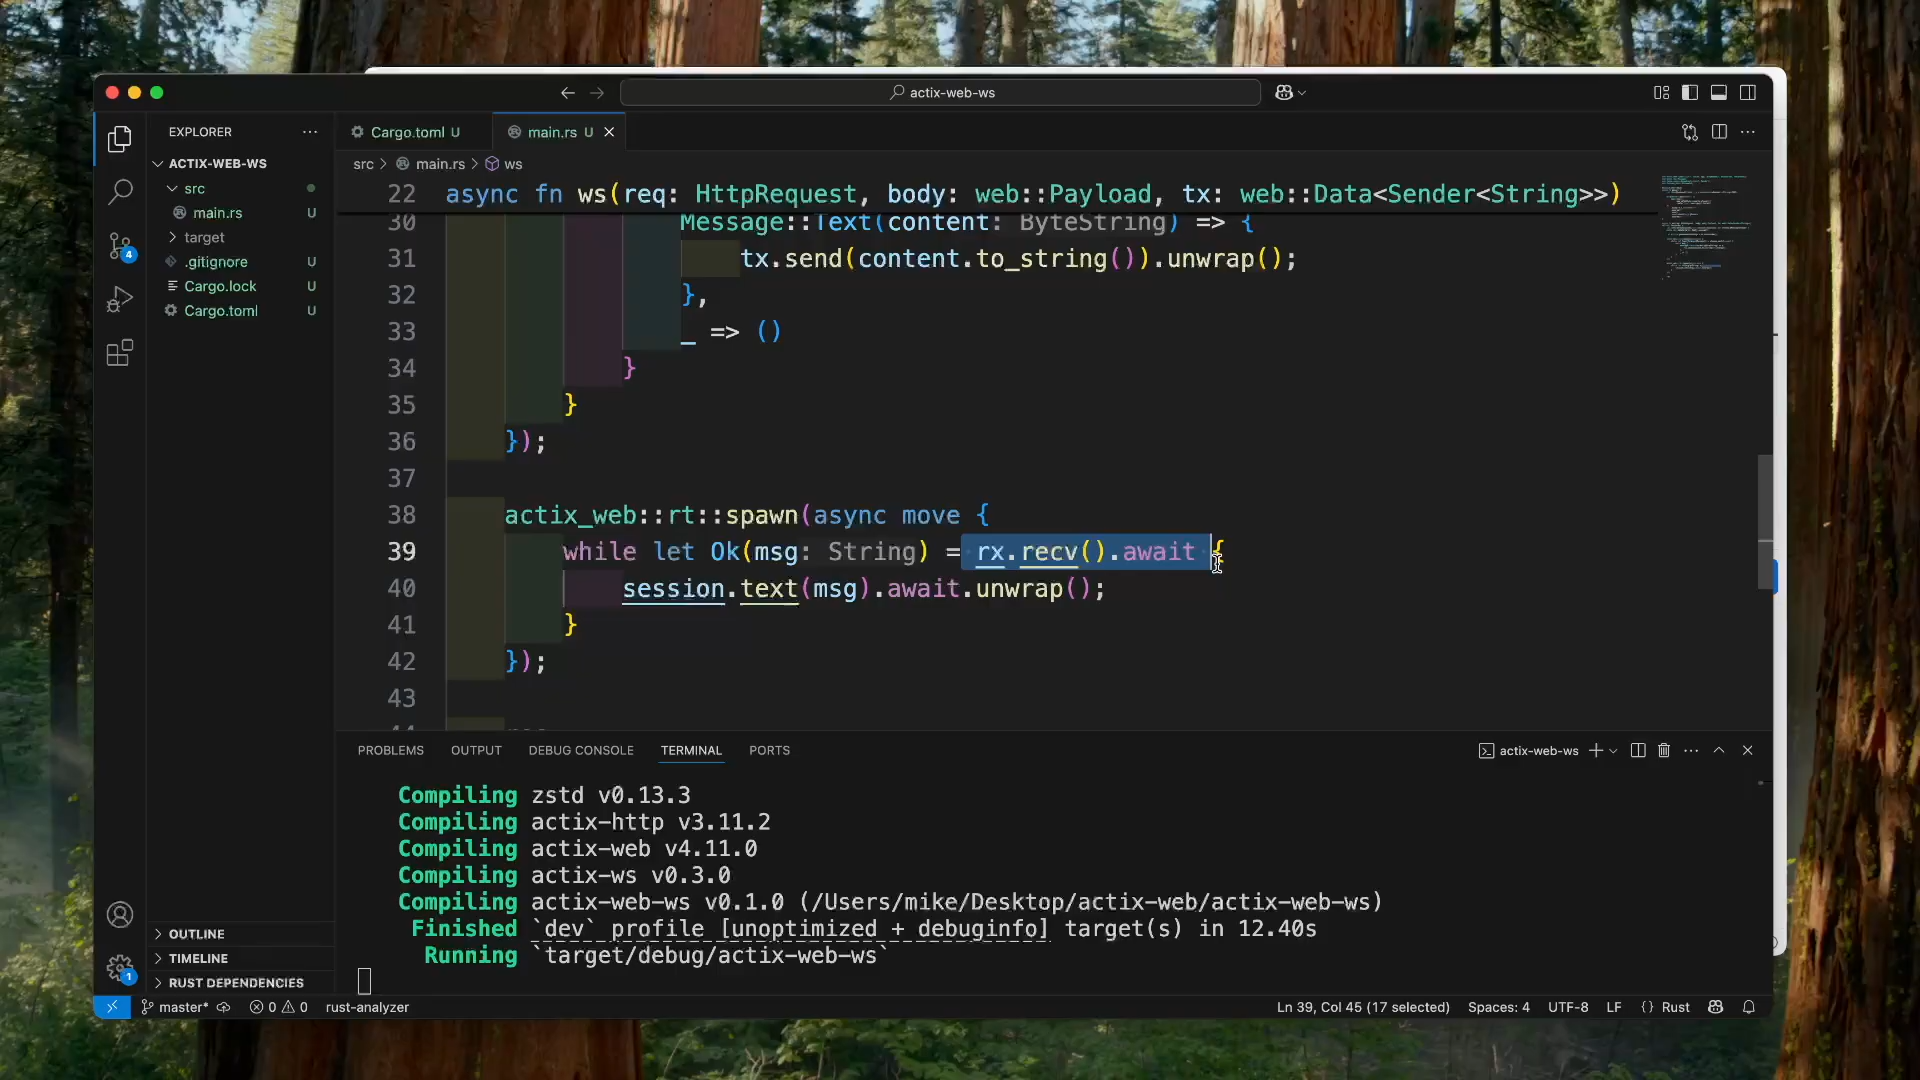 actix-web-ws
EXPLORER
ACTIX-WEB-WS
src
main.rs U
target
.gitignore U
Cargo.lock U
Cargo.toml U
OUTLINE
TIMELINE
RUST DEPENDENCIES
Cargo.toml U
main.rs U
src > main.rs > ws
22 async fn ws(req: HttpRequest, body: web::Payload, tx: web::Data<Sender<String>>)
30 Message::Text(content: ByteString) => {
31 tx.send(content.to_string()).unwrap();
32 },
33 _ => ()
34 }
35 }
36 });
37
38 actix_web::rt::spawn(async move {
39 while let Ok(msg: String) = rx.recv().await {
40 session.text(msg).await.unwrap();
41 }
42 });
43
PROBLEMS OUTPUT DEBUG CONSOLE TERMINAL PORTS
actix-web-ws
Compiling zstd v0.13.3
Compiling actix-http v3.11.2
Compiling actix-web v4.11.0
Compiling actix-ws v0.3.0
Compiling actix-web-ws v0.1.0 (/Users/mike/Desktop/actix-web/actix-web-ws)
Finished `dev` profile [unoptimized + debuginfo] target(s) in 12.40s
Running `target/debug/actix-web-ws`
4
1
master* 0 0 rust-analyzer
Ln 39, Col 45 (17 selected) Spaces: 4 UTF-8 LF {} Rust